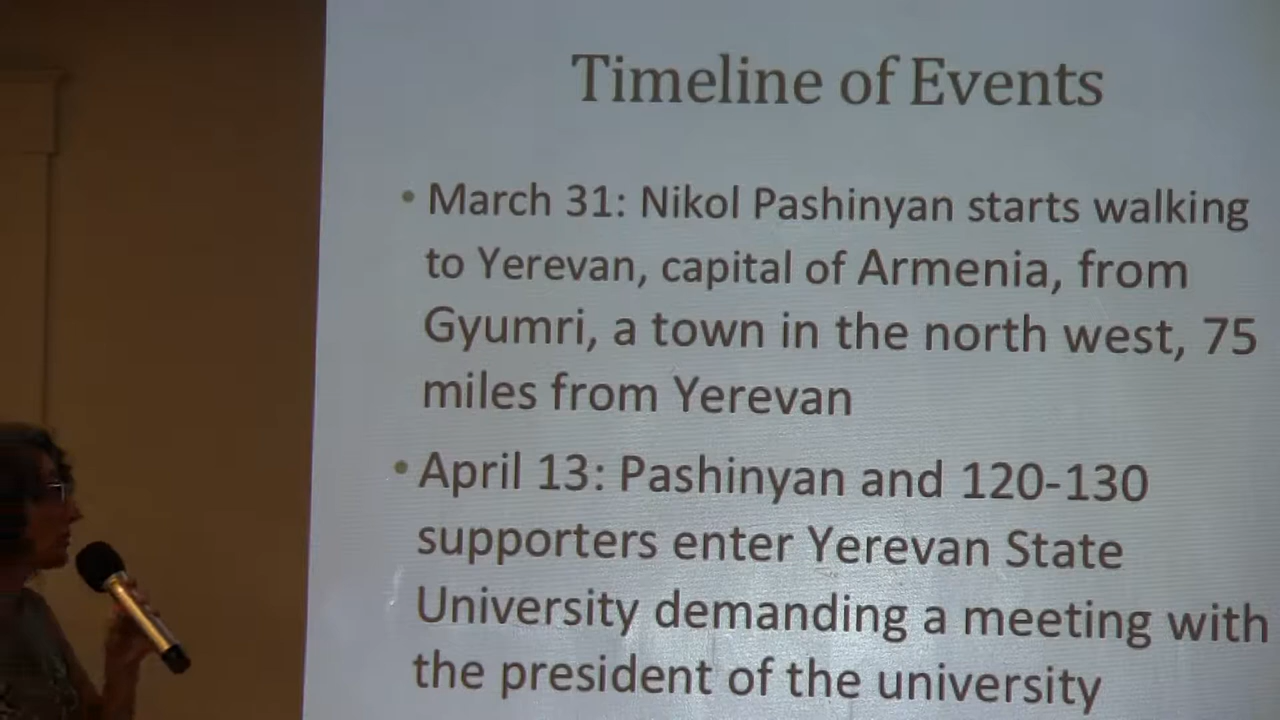 Timeline of Events
• March 31: Nikol Pashinyan starts walking
to Yerevan, capital of Armenia, from
Gyumri, a town in the north west, 75
miles from Yerevan
• April 13: Pashinyan and 120-130
supporters enter Yerevan State
University demanding a meeting with
the president of the university